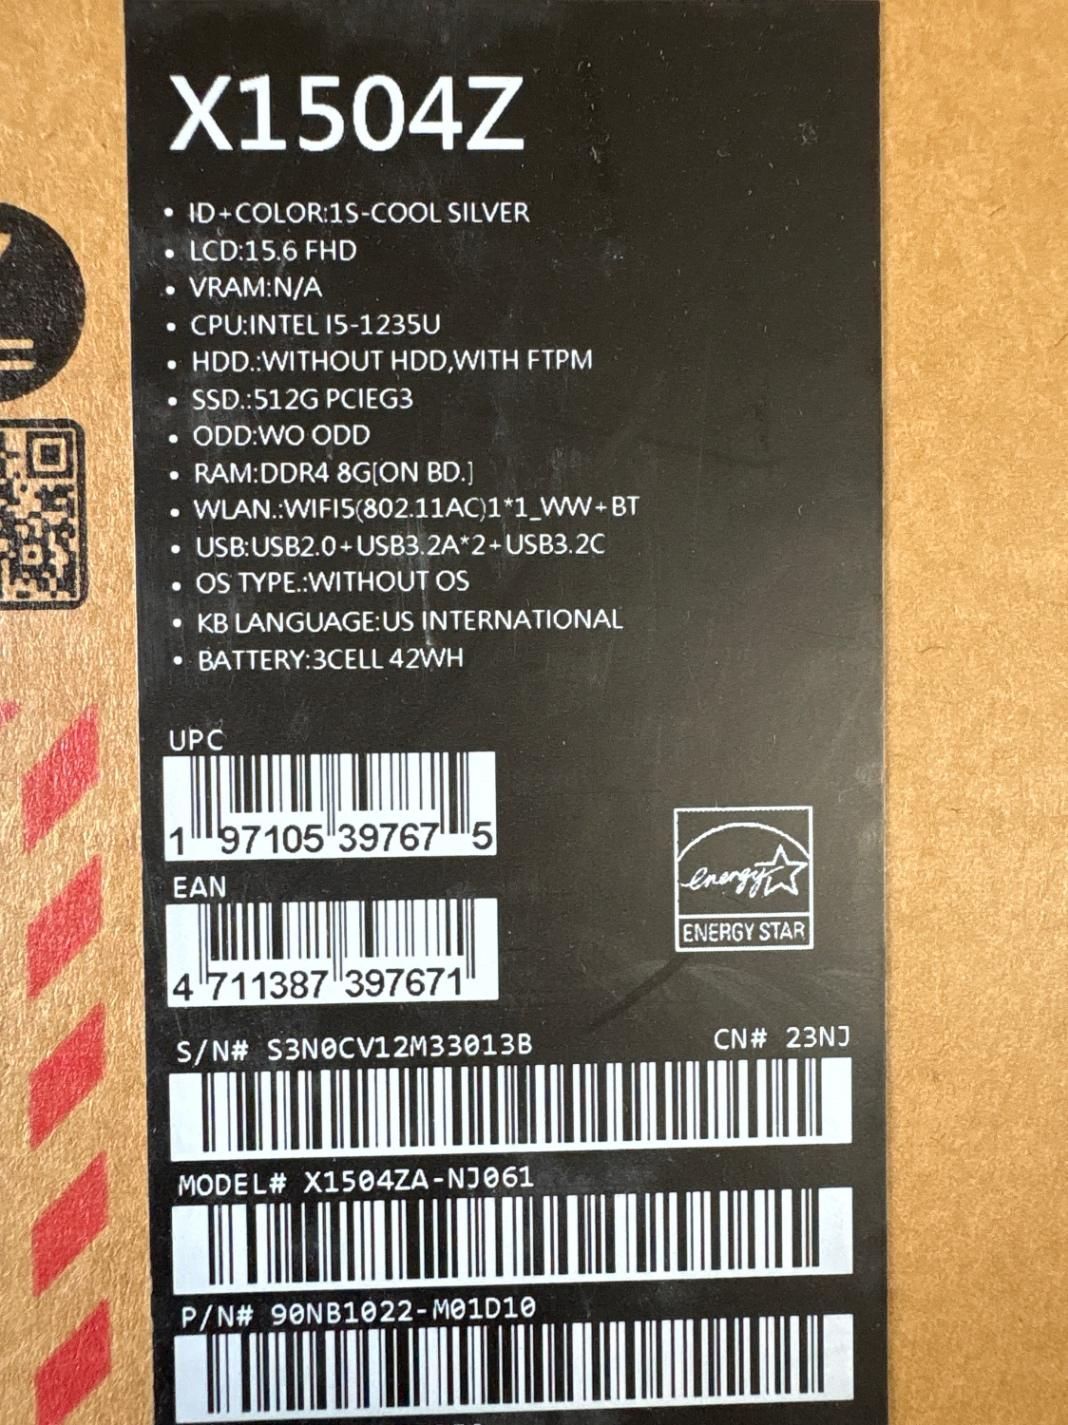 X1504Z
• ID+COLOR:1S-COOL SILVER
• LCD:15.6 FHD
• VRAM:N/A
• CPU:INTEL I5-1235U
• HDD.:WITHOUT HDD,WITH FTPM
• SSD.:512G PCIEG3
• ODD:WO ODD
• RAM:DDR4 8G[ON BD.]
• WLAN.:WIFI5(802.11AC)1*1_WW+BT
• USB:USB2.0+USB3.2A*2+USB3.2C
• OS TYPE.:WITHOUT OS
• KB LANGUAGE:US INTERNATIONAL
• BATTERY:3CELL 42WH
UPC
1 97105 39767 5
EAN
4 711387 397671
energy
ENERGY STAR
S/N# S3N0CV12M33013B CN# 23NJ
MODEL# X1504ZA-NJ061
P/N# 90NB1022-M01D10